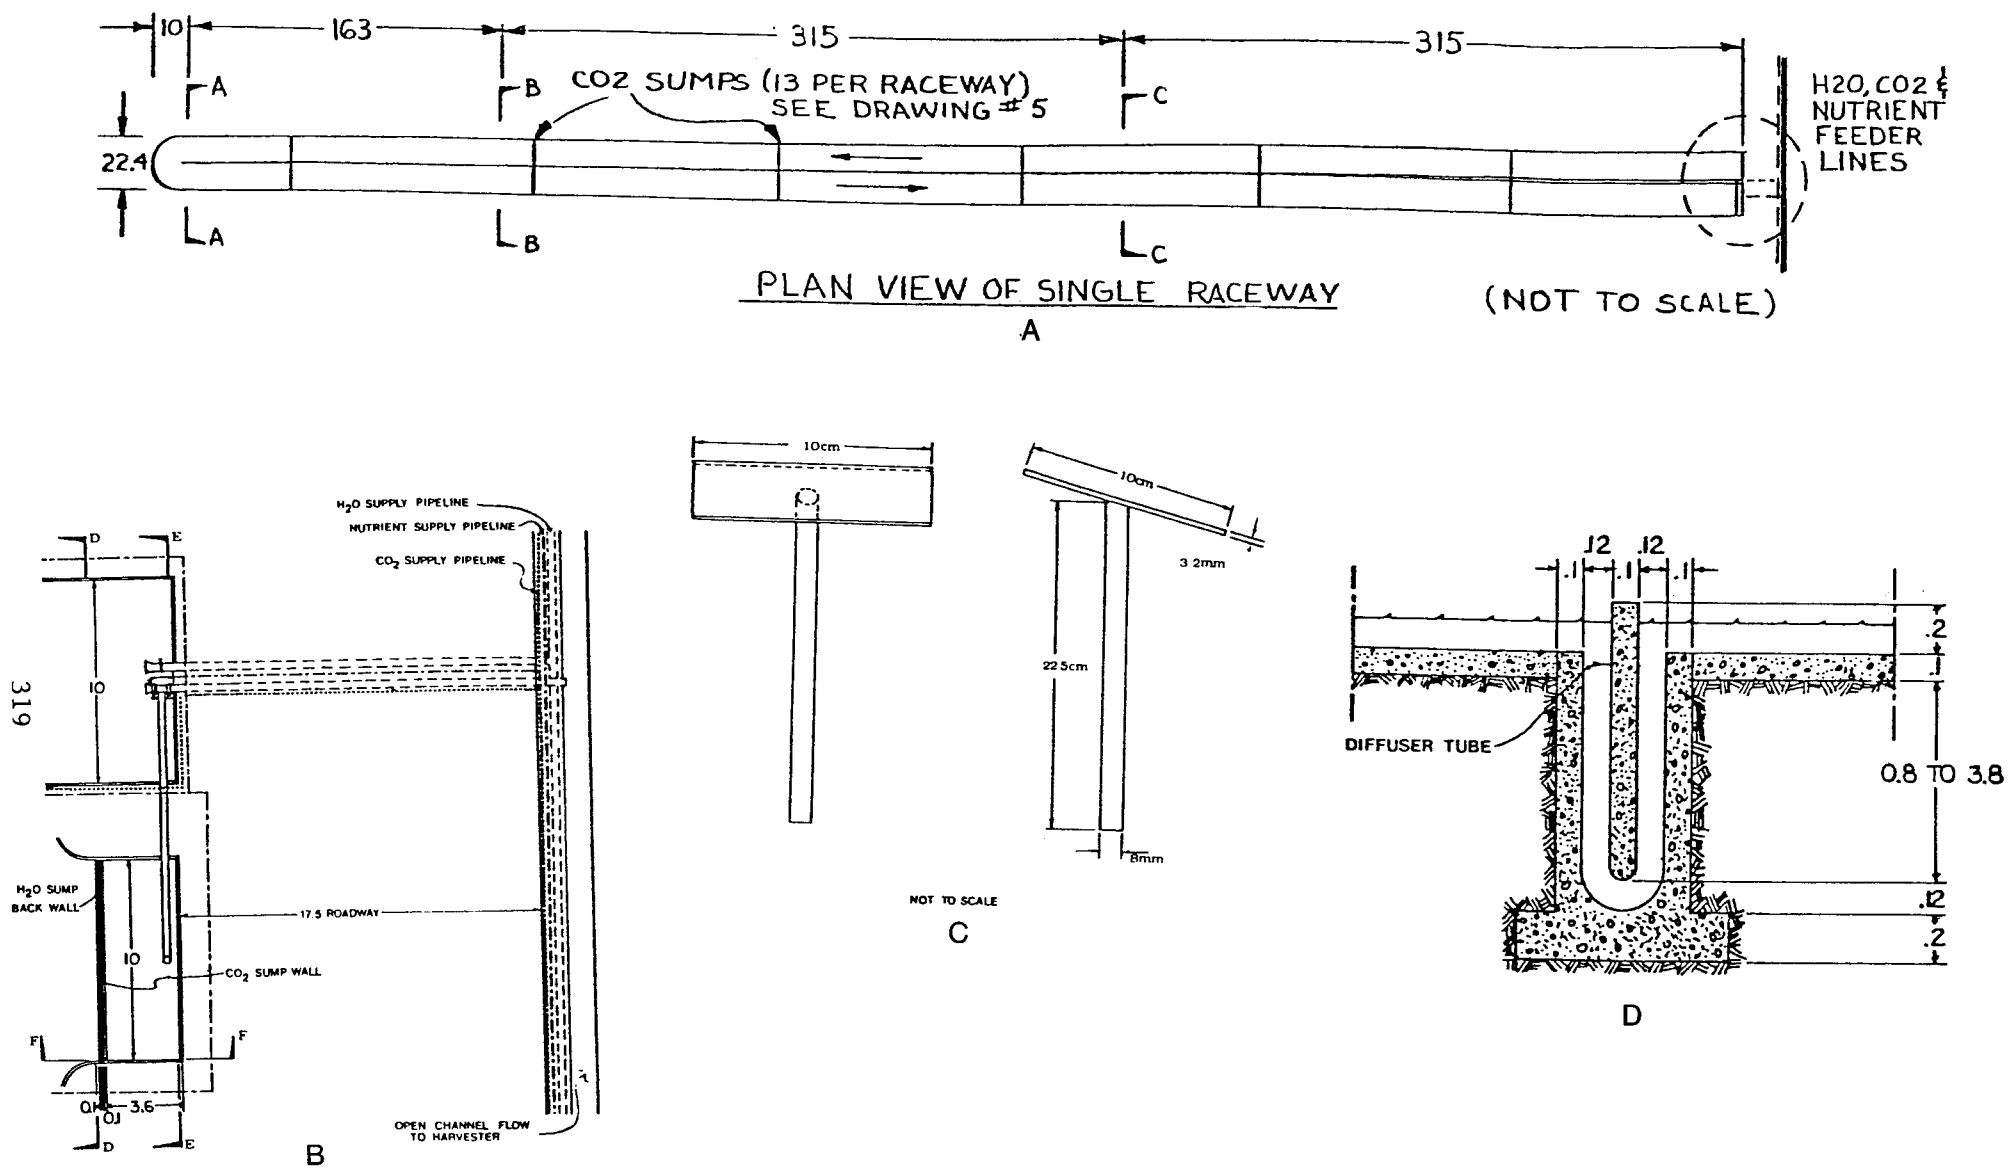 10 163 315 315
A B CO2 SUMPS (13 PER RACEWAY) C
SEE DRAWING #5
H2O, CO2 &
NUTRIENT
FEEDER
LINES
22.4
A B C
PLAN VIEW OF SINGLE RACEWAY (NOT TO SCALE)
A
H2O SUPPLY PIPELINE
NUTRIENT SUPPLY PIPELINE
CO2 SUPPLY PIPELINE
D E
10
319
H2O SUMP
BACK WALL
17.5 ROADWAY
10
CO2 SUMP WALL
F F
0.1 3.6
0.1
D E
OPEN CHANNEL FLOW
TO HARVESTER
B
10cm
10cm
3 2mm
22 5cm
8mm
NOT TO SCALE
C
.12 .12
.1 .1 .1
.2
.1
DIFFUSER TUBE
0.8 TO 3.8
.12
.2
D